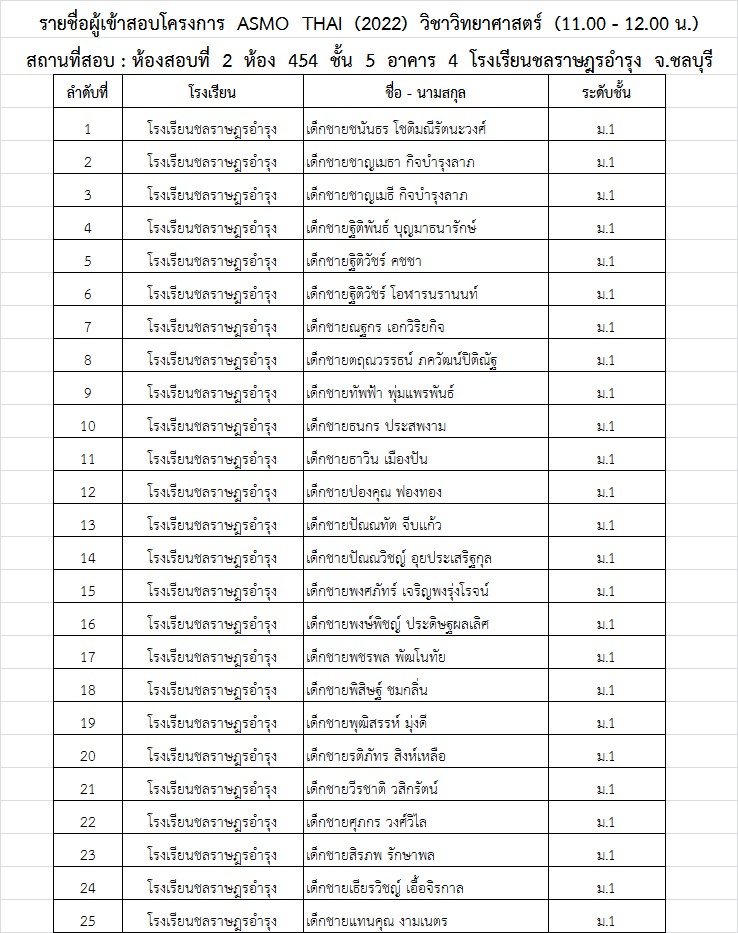 รายชื่อผู้เข้าสอบโครงการ ASMO THAI (2022) วิชาวิทยาศาสตร์ (11.00 - 12.00 น.)
สถานที่สอบ : ห้องสอบที่ 2 ห้อง 454 ชั้น 5 อาคาร 4 โรงเรียนชลราษฎรอำรุง จ.ชลบุรี
ลำดับที่ โรงเรียน ชื่อ - นามสกุล ระดับชั้น
1 โรงเรียนชลราษฎรอำรุง เด็กชายชนันธร โชติมณีรัตนะวงศ์ ม.1
2 โรงเรียนชลราษฎรอำรุง เด็กชายชาญเมธา กิจบำรุงลาภ ม.1
3 โรงเรียนชลราษฎรอำรุง เด็กชายชาญเมธี กิจบำรุงลาภ ม.1
4 โรงเรียนชลราษฎรอำรุง เด็กชายฐิติพันธ์ บุญมาธนารักษ์ ม.1
5 โรงเรียนชลราษฎรอำรุง เด็กชายฐิติวัชร์ คชชา ม.1
6 โรงเรียนชลราษฎรอำรุง เด็กชายฐิติวัชร์ โอฬารนรานนท์ ม.1
7 โรงเรียนชลราษฎรอำรุง เด็กชายณฐกร เอกวิริยกิจ ม.1
8 โรงเรียนชลราษฎรอำรุง เด็กชายตฤณวรรธน์ ภควัฒน์ปิติณัฐ ม.1
9 โรงเรียนชลราษฎรอำรุง เด็กชายทัพฟ้า พุ่มแพรพันธ์ ม.1
10 โรงเรียนชลราษฎรอำรุง เด็กชายธนกร ประสพงาม ม.1
11 โรงเรียนชลราษฎรอำรุง เด็กชายธาวิน เมืองปัน ม.1
12 โรงเรียนชลราษฎรอำรุง เด็กชายปองคุณ ฟองทอง ม.1
13 โรงเรียนชลราษฎรอำรุง เด็กชายปัณณทัต จีบแก้ว ม.1
14 โรงเรียนชลราษฎรอำรุง เด็กชายปัณณวิชญ์ อุยประเสริฐกุล ม.1
15 โรงเรียนชลราษฎรอำรุง เด็กชายพงศภัทร์ เจริญพงรุ่งโรจน์ ม.1
16 โรงเรียนชลราษฎรอำรุง เด็กชายพงษ์พิชญ์ ประดิษฐผลเลิศ ม.1
17 โรงเรียนชลราษฎรอำรุง เด็กชายพชรพล พัฒโนทัย ม.1
18 โรงเรียนชลราษฎรอำรุง เด็กชายพิสิษฐ์ ชมกลิ่น ม.1
19 โรงเรียนชลราษฎรอำรุง เด็กชายพุฒิสรรห์ มุ่งดี ม.1
20 โรงเรียนชลราษฎรอำรุง เด็กชายรติภัทร สิงห์เหลือ ม.1
21 โรงเรียนชลราษฎรอำรุง เด็กชายวีรชาติ วสิกรัตน์ ม.1
22 โรงเรียนชลราษฎรอำรุง เด็กชายศุภกร วงศ์วิไล ม.1
23 โรงเรียนชลราษฎรอำรุง เด็กชายสิรภพ รักษาพล ม.1
24 โรงเรียนชลราษฎรอำรุง เด็กชายเธียรวิชญ์ เอื้อจิรกาล ม.1
25 โรงเรียนชลราษฎรอำรุง เด็กชายแทนคุณ งามเนตร ม.1